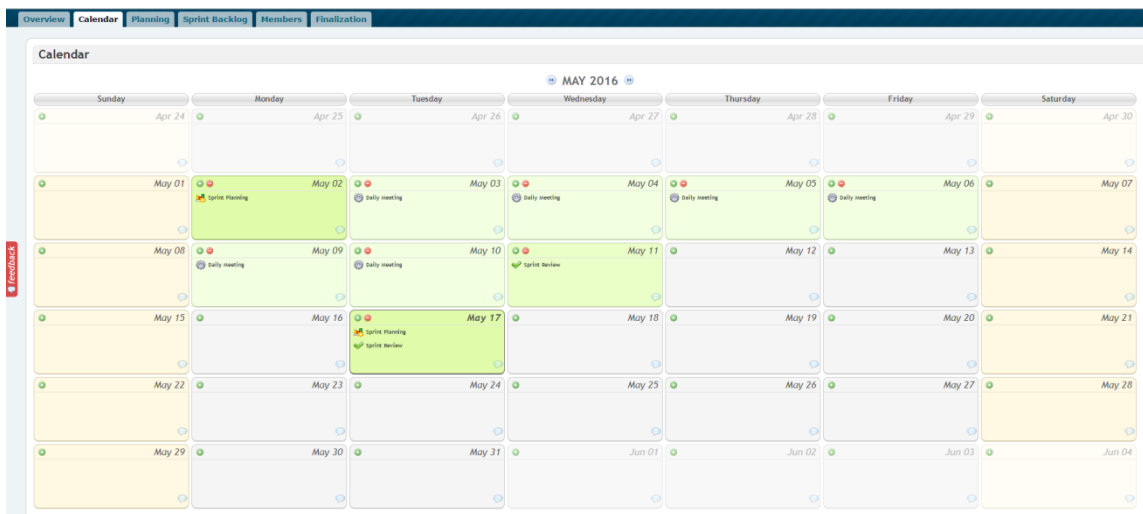 Overview Calendar Planning Sprint Backlog Members Finalization
Calendar
MAY 2016
Sunday Monday Tuesday Wednesday Thursday Friday Saturday
Apr 24 Apr 25 Apr 26 Apr 27 Apr 28 Apr 29 Apr 30
May 01 May 02 May 03 May 04 May 05 May 06 May 07
Sprint Planning Daily Meeting Daily Meeting Daily Meeting Daily Meeting
feedback
May 08 May 09 May 10 May 11 May 12 May 13 May 14
Daily Meeting Daily Meeting Sprint Review
May 15 May 16 May 17 May 18 May 19 May 20 May 21
Sprint Planning
Sprint Review
May 22 May 23 May 24 May 25 May 26 May 27 May 28
May 29 May 30 May 31 Jun 01 Jun 02 Jun 03 Jun 04